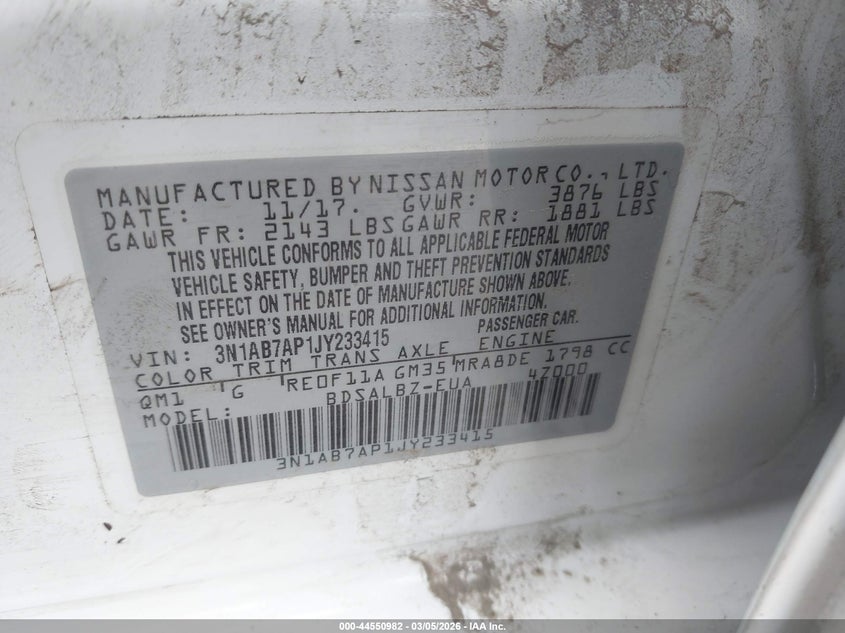 MANUFACTURED BY NISSAN MOTOR CO., LTD.
DATE: 11/17. GVWR: 3876 LBS
GAWR FR: 2143 LBS GAWR RR: 1881 LBS
THIS VEHICLE CONFORMS TO ALL APPLICABLE FEDERAL MOTOR
VEHICLE SAFETY, BUMPER AND THEFT PREVENTION STANDARDS
IN EFFECT ON THE DATE OF MANUFACTURE SHOWN ABOVE.
SEE OWNER'S MANUAL FOR ADDITIONAL INFORMATION.
VIN: 3N1AB7AP1JY233415 PASSENGER CAR.
COLOR TRIM TRANS AXLE ENGINE
QM1 G RE0F11A GM35 MRA8DE 1798 CC
MODEL: BDSALBZ-EUA 4Z000
3N1AB7AP1JY233415
000-44550982 - 03/05/2026 - IAA Inc.